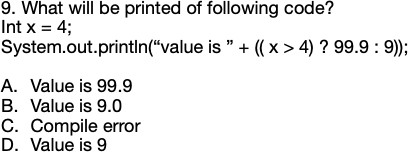 9. What will be printed of following code?
Int x = 4;
System.out.println(“value is ” + (( x > 4) ? 99.9 : 9));
A. Value is 99.9
B. Value is 9.0
C. Compile error
D. Value is 9